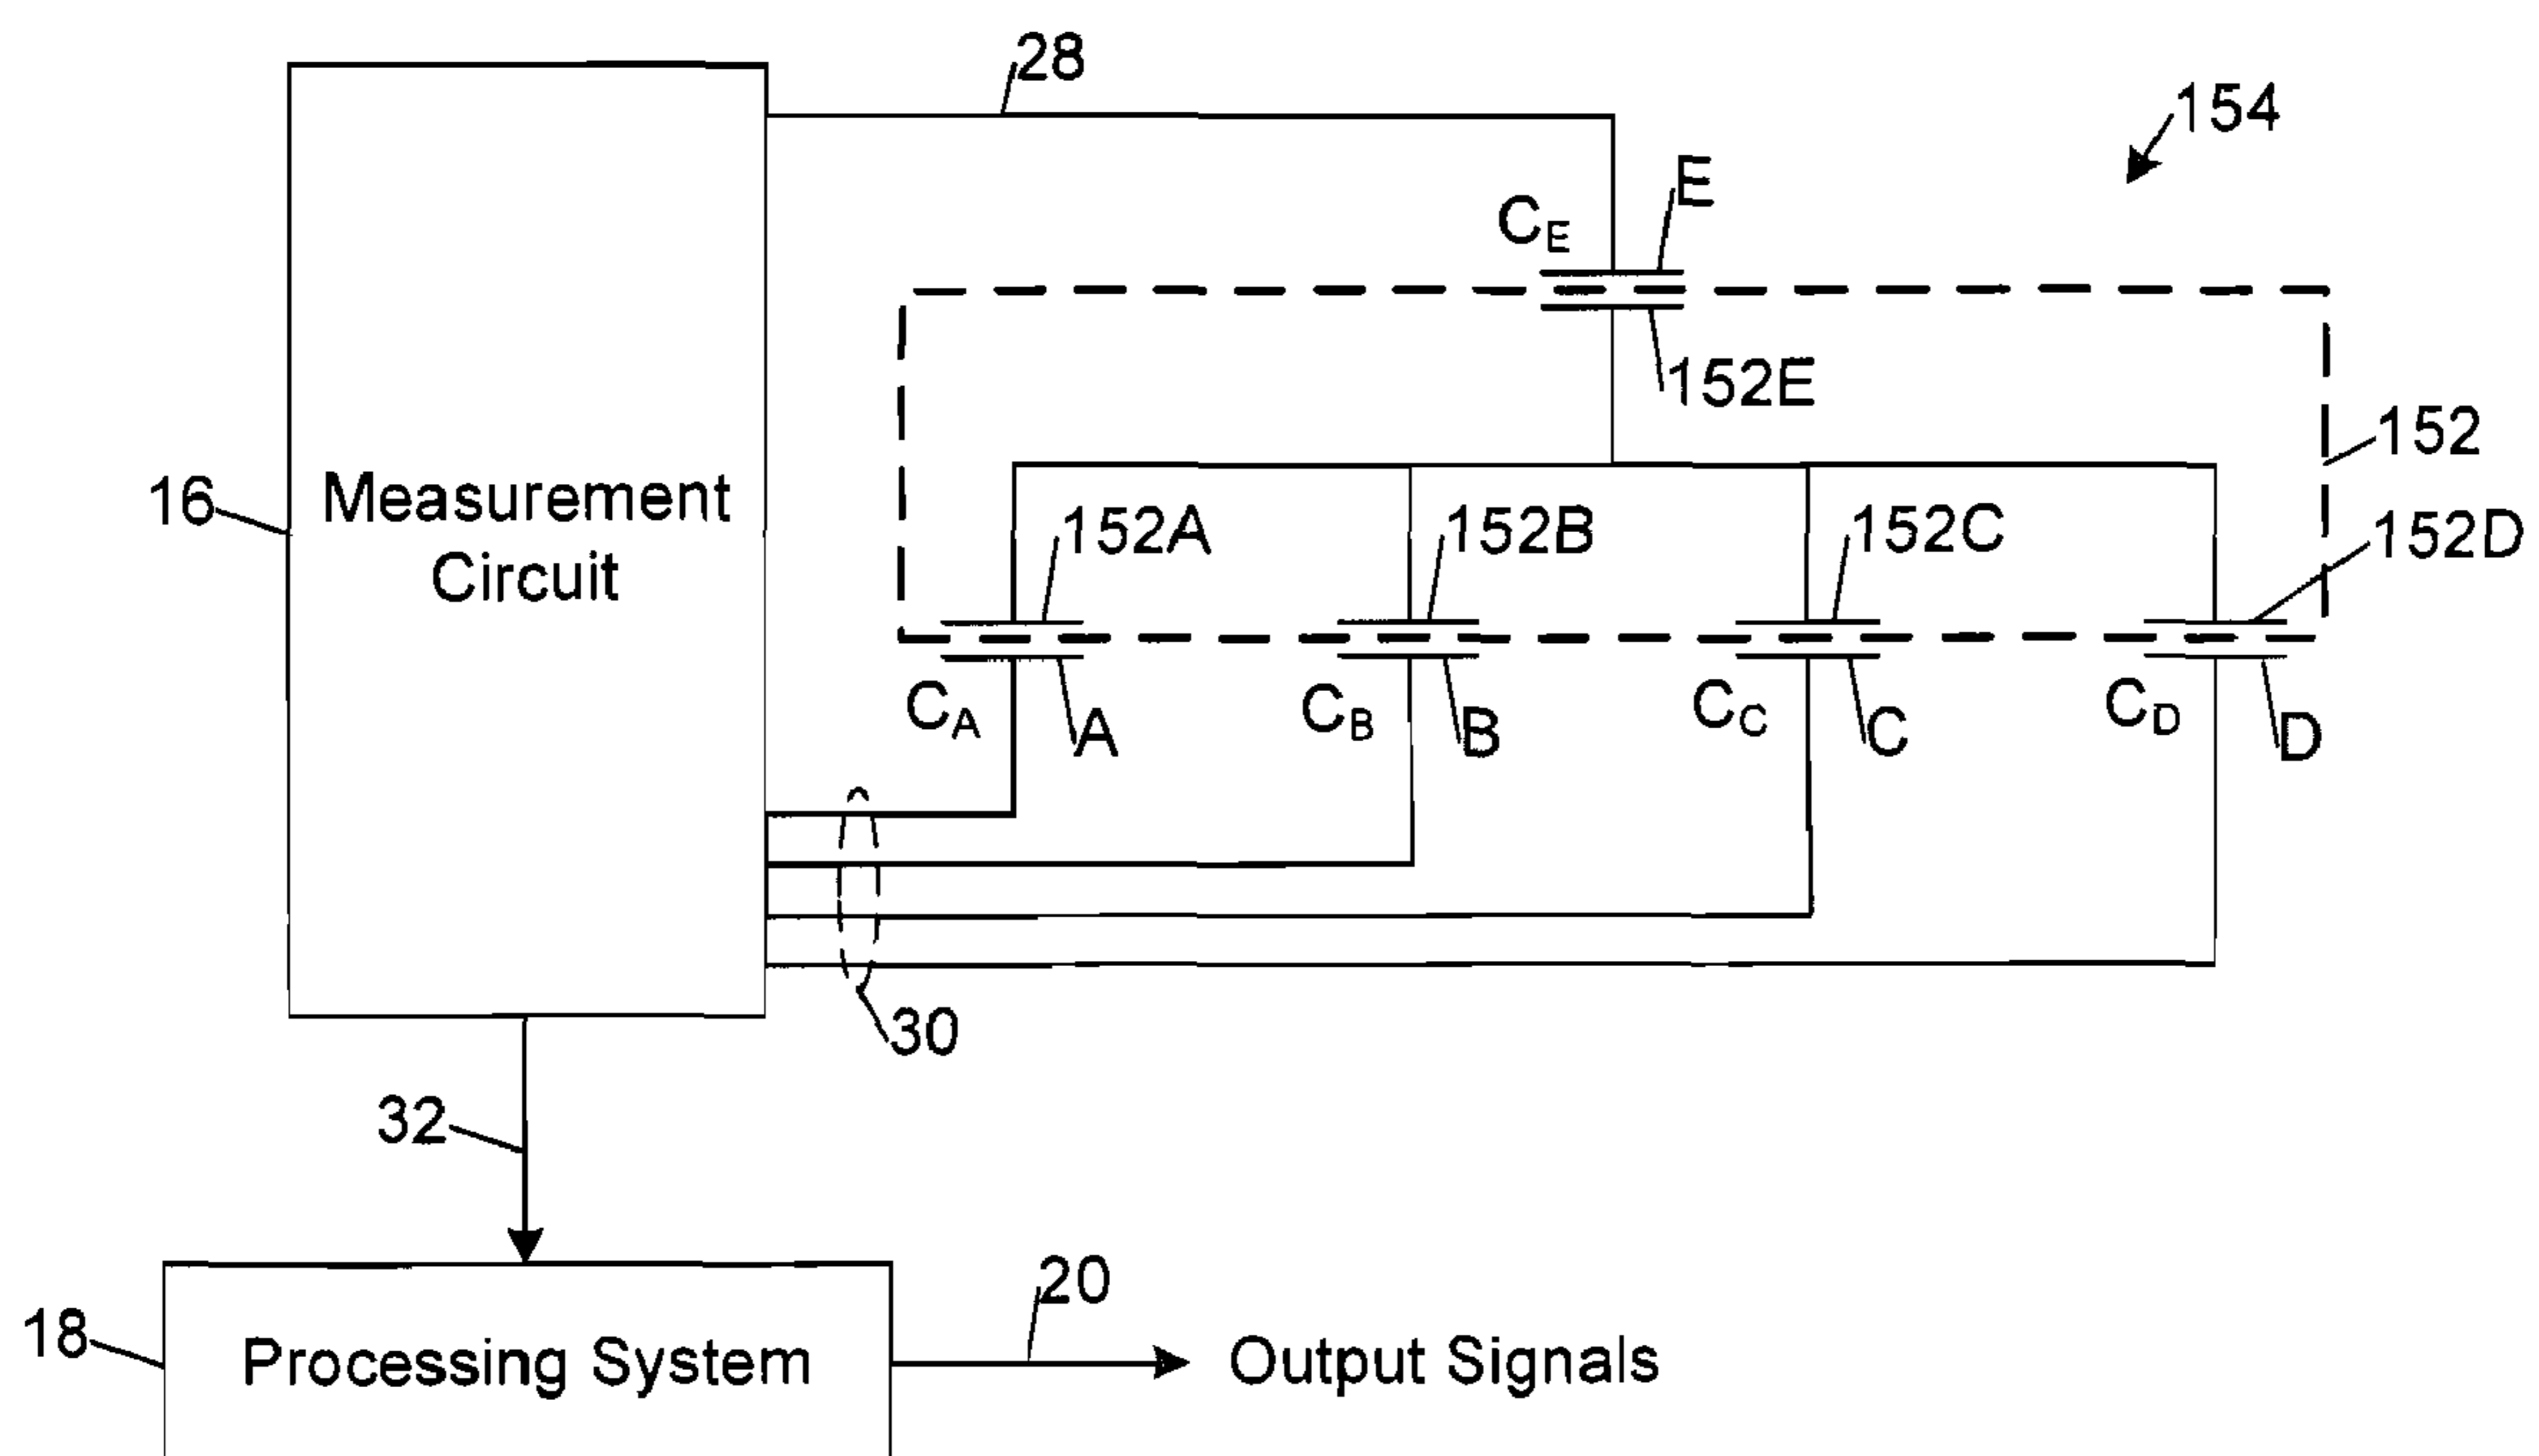 28
154
E
CE
152E
152
16
Measurement
Circuit
152A
152B
152C
152D
CA
A
CB
B
CC
C
CD
D
30
32
20
18
Processing System
Output Signals